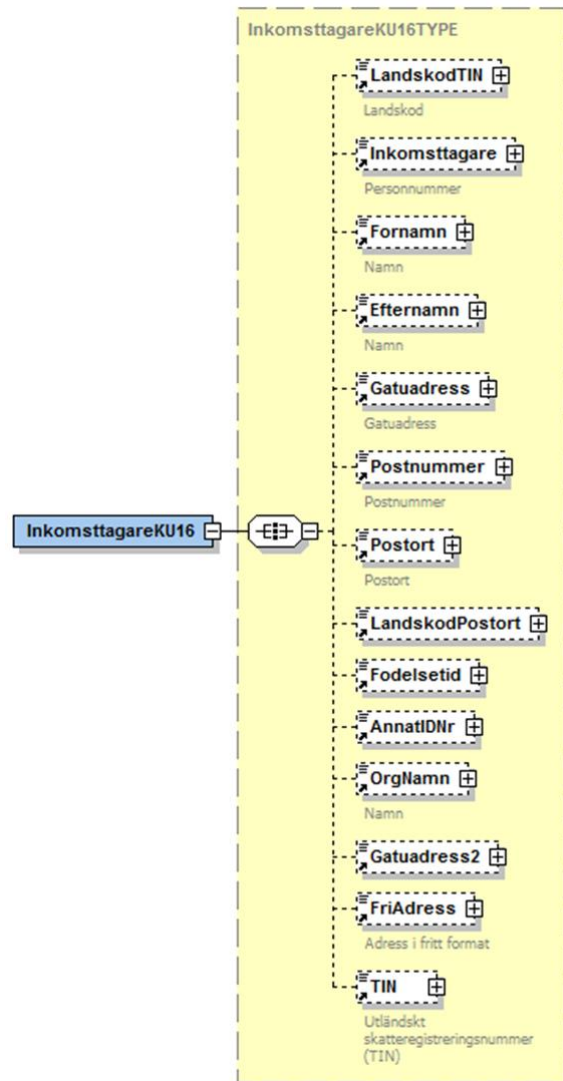 InkomsttagareKU16TYPE
LandskodTIN
Landskod
Inkomsttagare
Personnummer
Fornamn
Namn
Efternamn
Namn
Gatuadress
Gatuadress
Postnummer
Postnummer
InkomsttagareKU16
Postort
Postort
LandskodPostort
Fodelsetid
AnnatIDNr
OrgNamn
Namn
Gatuadress2
FriAdress
Adress i fritt format
TIN
Utländskt
skatteregistreringsnummer
(TIN)